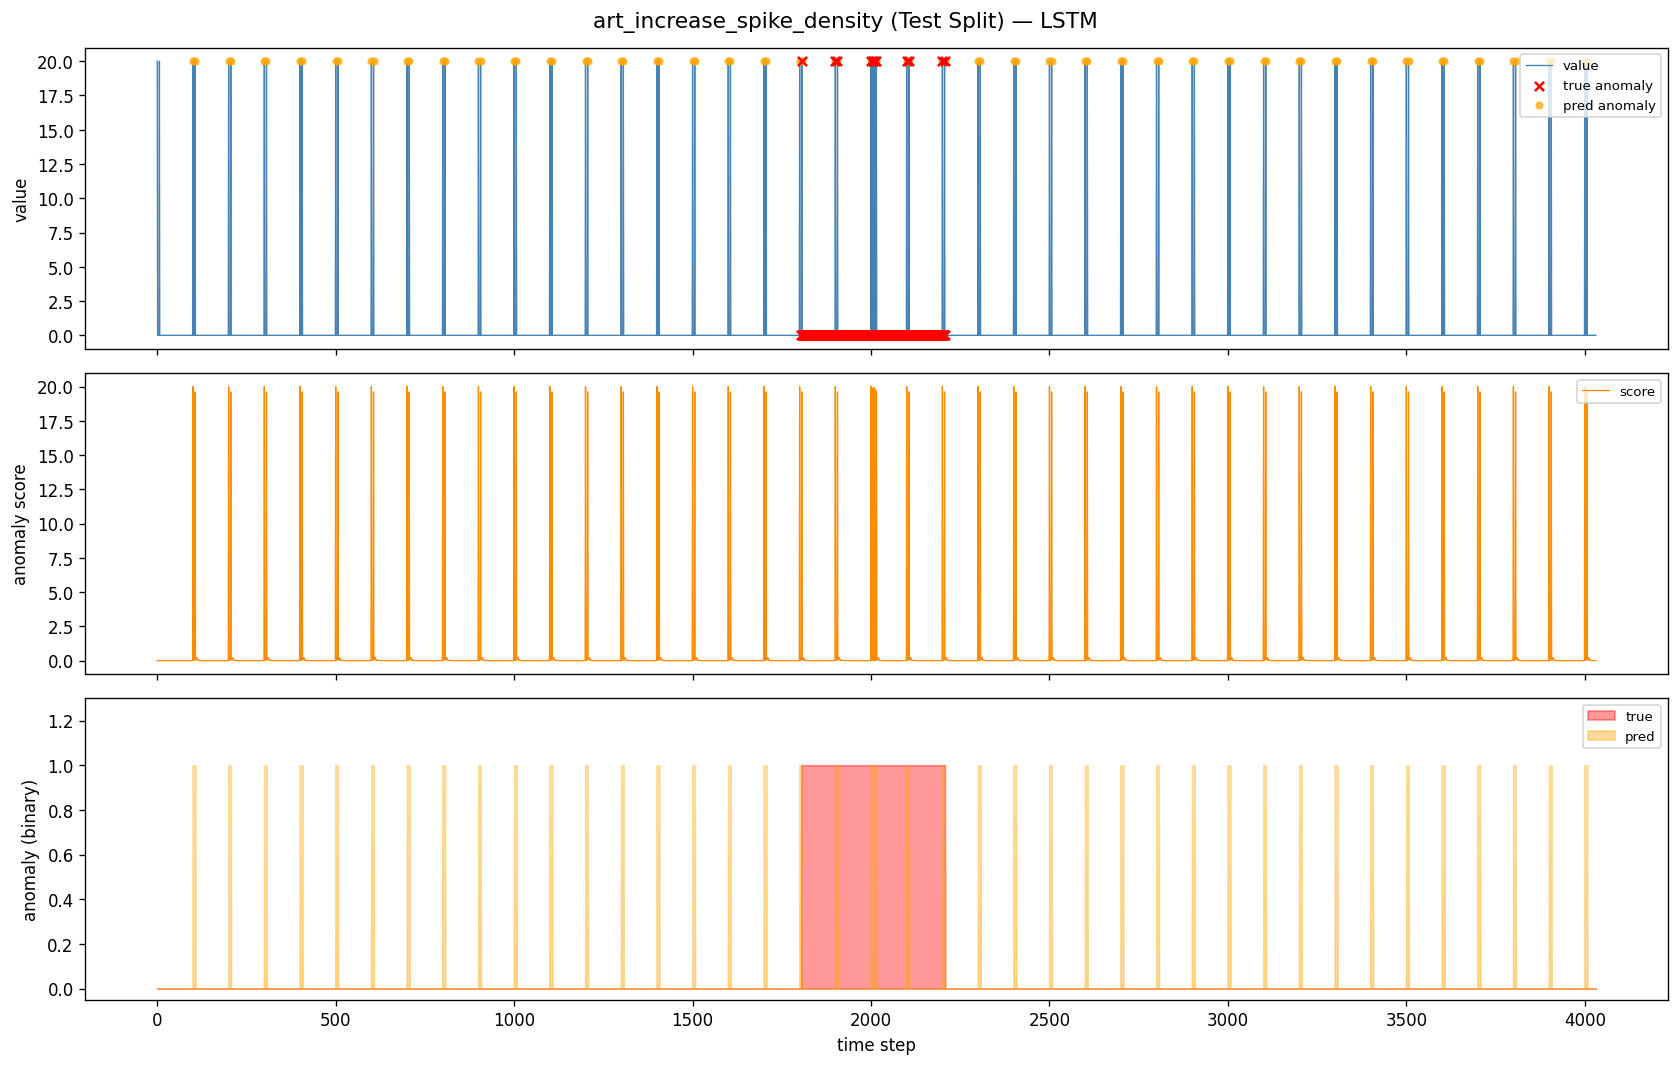 art_increase_spike_density (Test Split) — LSTM
value
20.0
17.5
15.0
12.5
10.0
7.5
5.0
2.5
0.0
value
true anomaly
pred anomaly
anomaly score
20.0
17.5
15.0
12.5
10.0
7.5
5.0
2.5
0.0
score
anomaly (binary)
1.2
1.0
0.8
0.6
0.4
0.2
0.0
true
pred
0 500 1000 1500 2000 2500 3000 3500 4000
time step